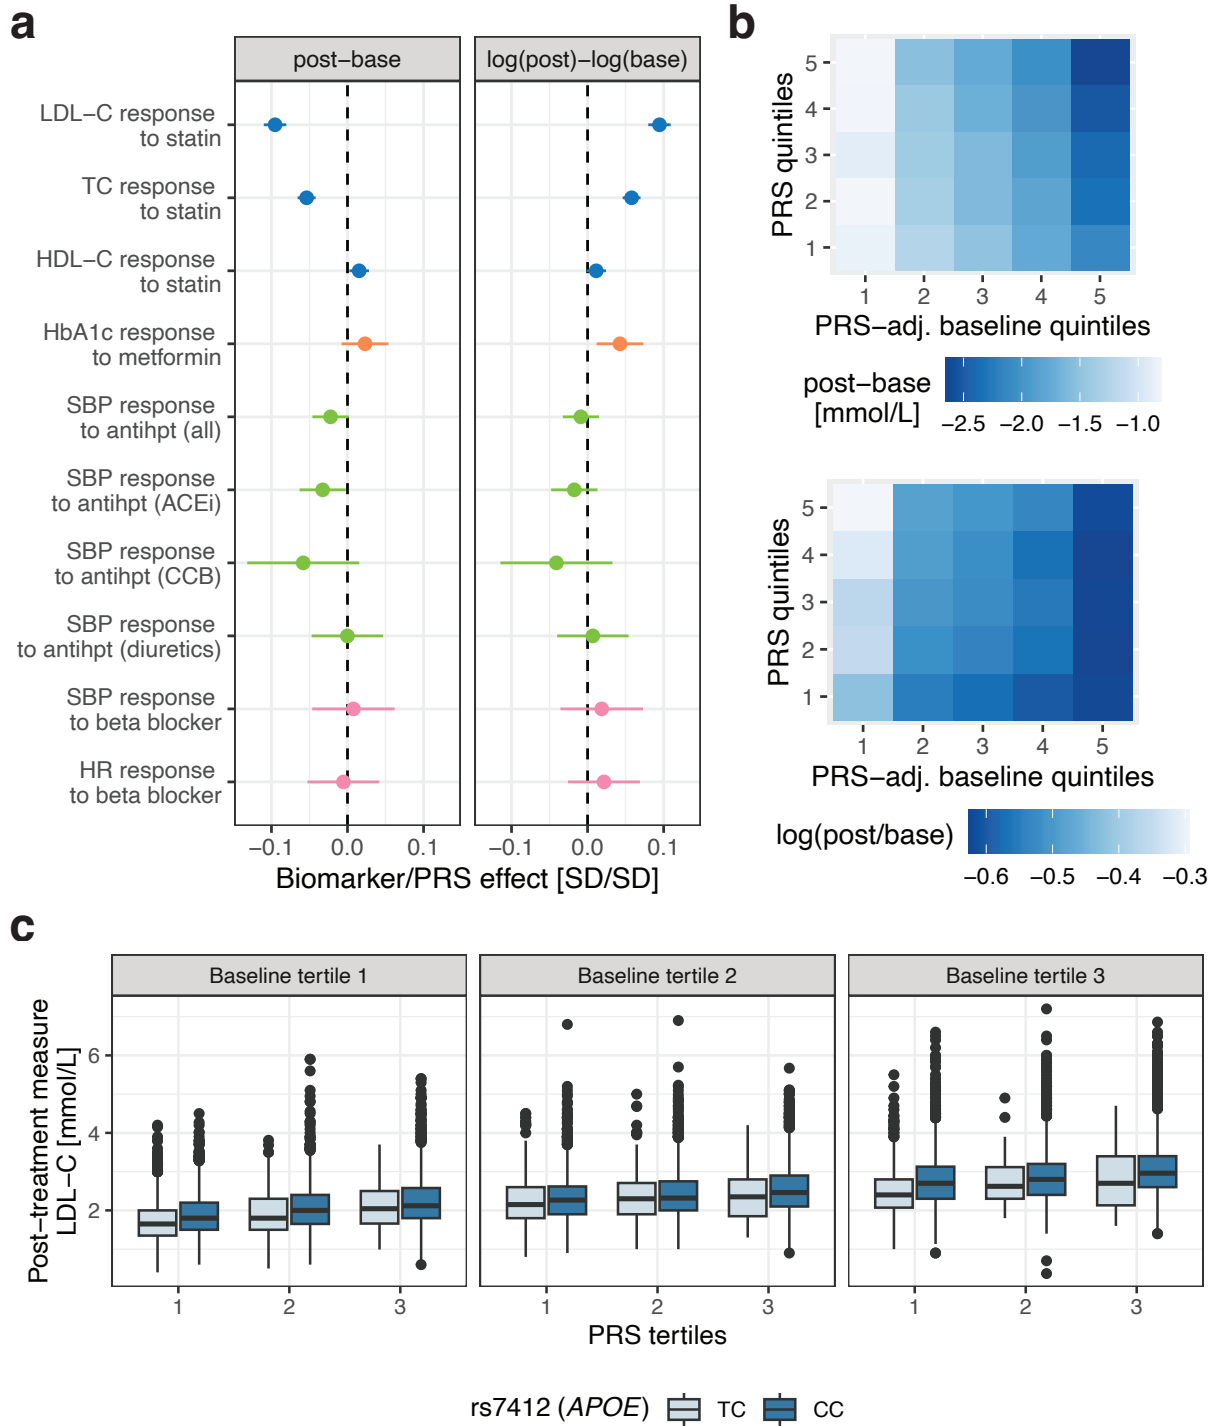 a
post−base
log(post)−log(base)
LDL−C response
to statin
TC response
to statin
HDL−C response
to statin
HbA1c response
to metformin
SBP response
to antihpt (all)
SBP response
to antihpt (ACEi)
SBP response
to antihpt (CCB)
SBP response
to antihpt (diuretics)
SBP response
to beta blocker
HR response
to beta blocker
−0.1 0.0 0.1
−0.1 0.0 0.1
Biomarker/PRS effect [SD/SD]
b
PRS quintiles
5
4
3
2
1
1 2 3 4 5
PRS−adj. baseline quintiles
post−base
[mmol/L]
−2.5 −2.0 −1.5 −1.0
PRS quintiles
5
4
3
2
1
1 2 3 4 5
PRS−adj. baseline quintiles
log(post/base)
−0.6 −0.5 −0.4 −0.3
c
Baseline tertile 1
Baseline tertile 2
Baseline tertile 3
Post−treatment measure
LDL−C [mmol/L]
6
4
2
1 2 3
1 2 3
1 2 3
PRS tertiles
rs7412 (APOE) TC CC